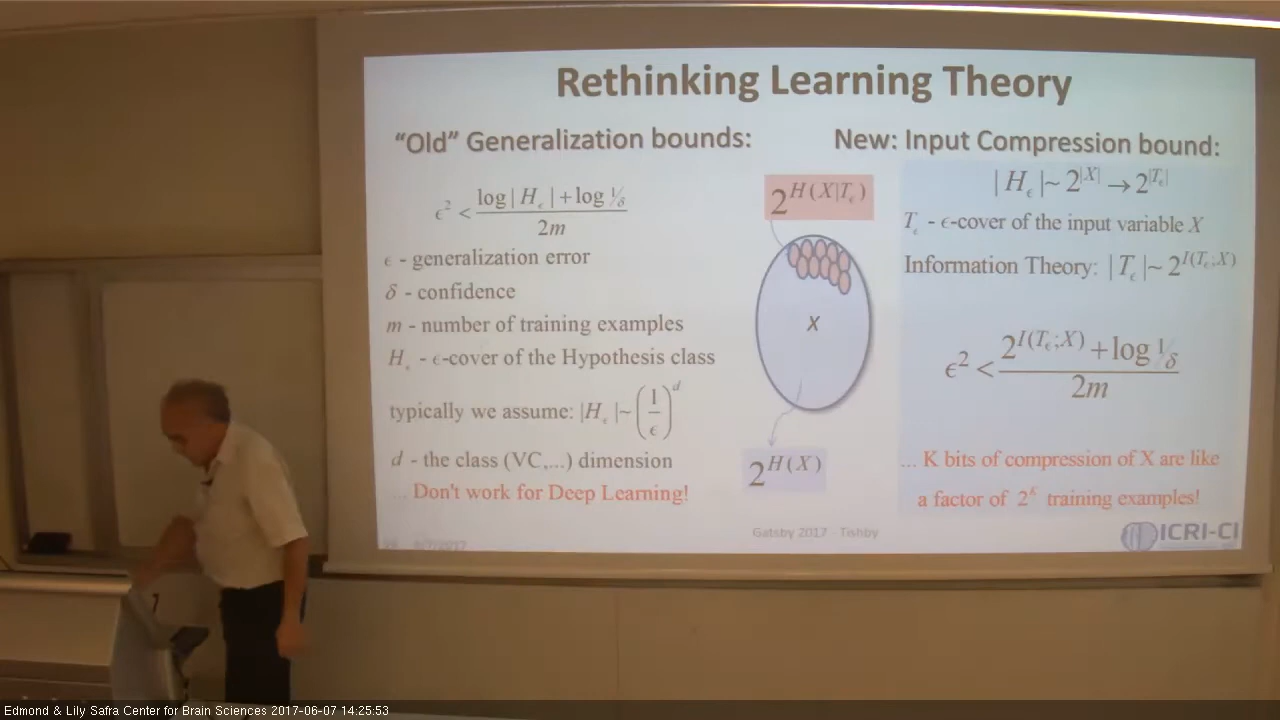 Rethinking Learning Theory
“Old” Generalization bounds:
ϵ² < (log|H_ϵ| + log 1/δ) / 2m
ϵ - generalization error
δ - confidence
m - number of training examples
H_ϵ - ϵ-cover of the Hypothesis class
typically we assume: |H_ϵ| ~ (1/ϵ)^d
d - the class (VC,...) dimension
... Don't work for Deep Learning!
2^{H(X|T_ϵ)}
X
2^{H(X)}
New: Input Compression bound:
|H_ϵ| ~ 2^{|X|} → 2^{|T_ϵ|}
T_ϵ - ϵ-cover of the input variable X
Information Theory: |T_ϵ| ~ 2^{I(T_ϵ;X)}
ϵ² < (2^{I(T_ϵ;X)} + log 1/δ) / 2m
... K bits of compression of X are like
a factor of 2^K training examples!
Gatsby 2017 - Tishby
ICRI-CI
Edmond & Lily Safra Center for Brain Sciences 2017-06-07 14:25:53